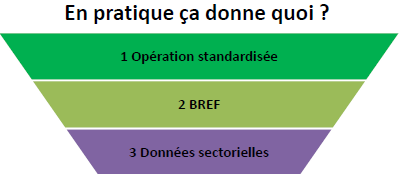 En pratique ça donne quoi ?
1 Opération standardisée
2 BREF
3 Données sectorielles